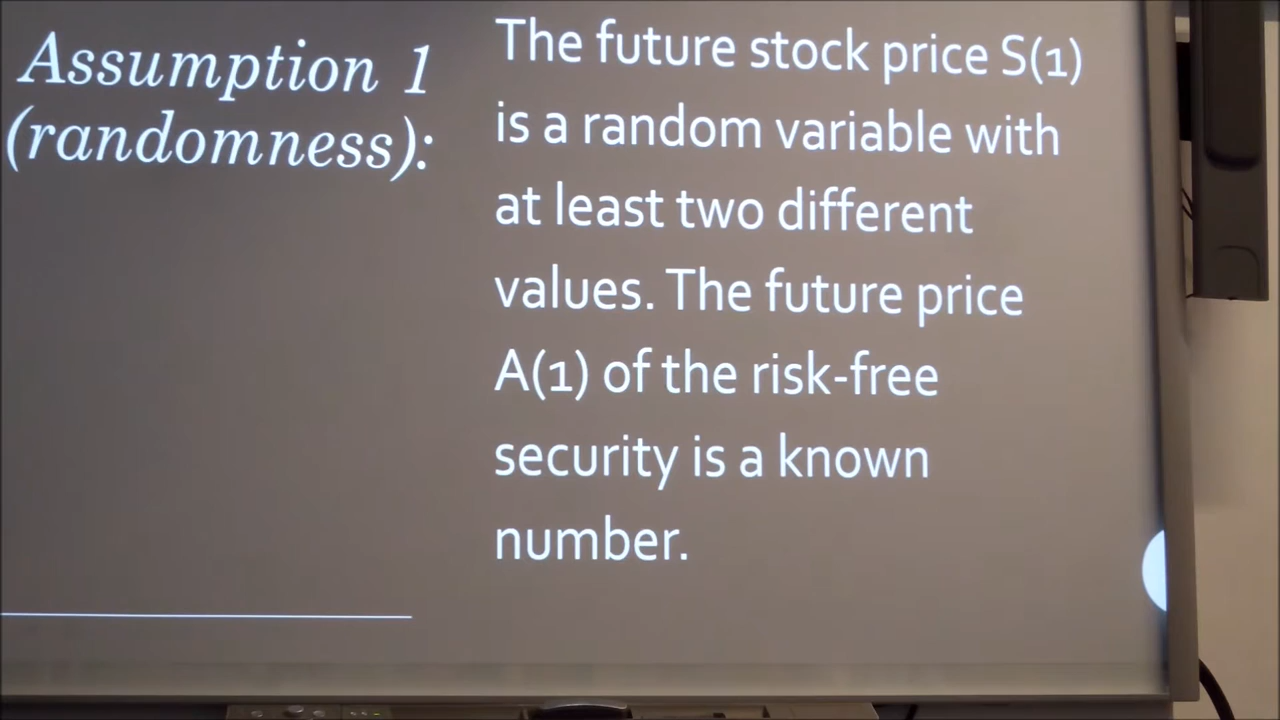 Assumption 1
(randomness):
The future stock price S(1)
is a random variable with
at least two different
values. The future price
A(1) of the risk-free
security is a known
number.